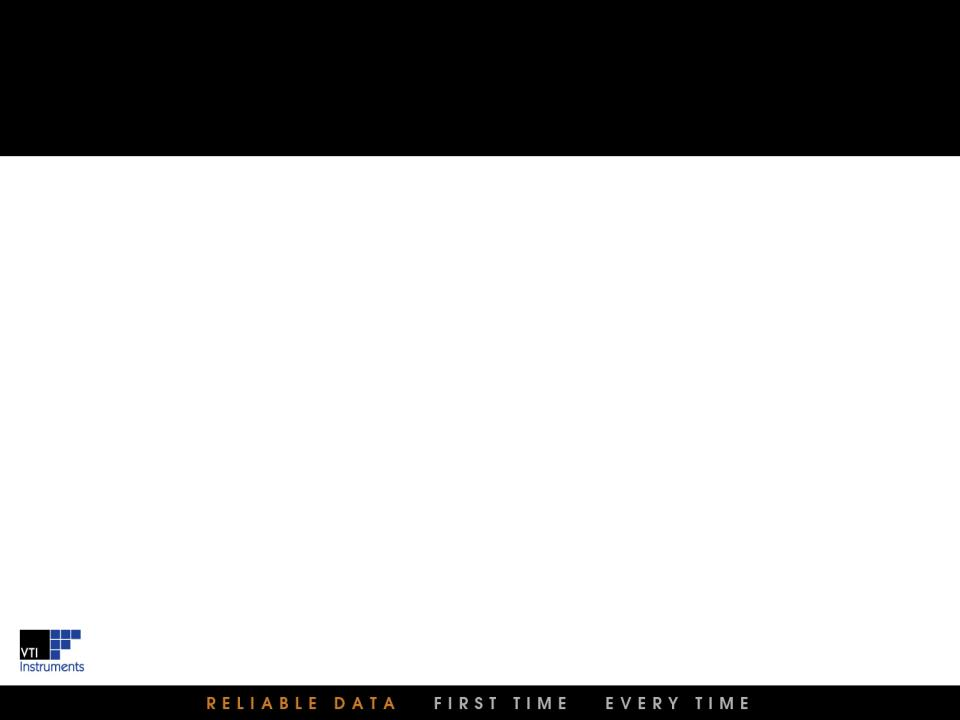 VTI
Instruments
RELIABLE DATA FIRST TIME EVERY TIME